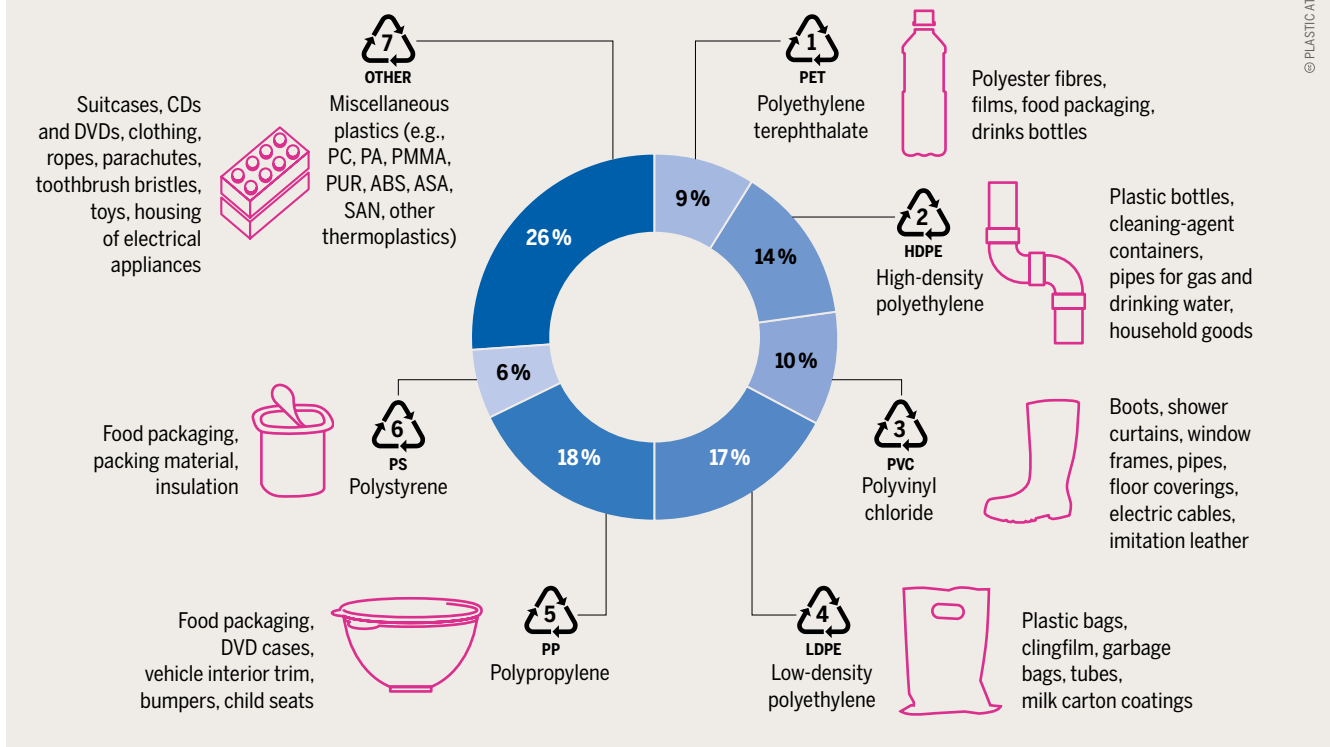 © PLASTIC AT
7
OTHER
Miscellaneous
plastics (e.g.,
PC, PA, PMMA,
PUR, ABS, ASA,
SAN, other
thermoplastics)
Suitcases, CDs
and DVDs, clothing,
ropes, parachutes,
toothbrush bristles,
toys, housing
of electrical
appliances
1
PET
Polyethylene
terephthalate
Polyester fibres,
films, food packaging,
drinks bottles
2
HDPE
High-density
polyethylene
Plastic bottles,
cleaning-agent
containers,
pipes for gas and
drinking water,
household goods
26 %
9 %
14 %
10 %
17 %
18 %
6 %
3
PVC
Polyvinyl
chloride
Boots, shower
curtains, window
frames, pipes,
floor coverings,
electric cables,
imitation leather
6
PS
Polystyrene
Food packaging,
packing material,
insulation
5
PP
Polypropylene
Food packaging,
DVD cases,
vehicle interior trim,
bumpers, child seats
4
LDPE
Low-density
polyethylene
Plastic bags,
clingfilm, garbage
bags, tubes,
milk carton coatings